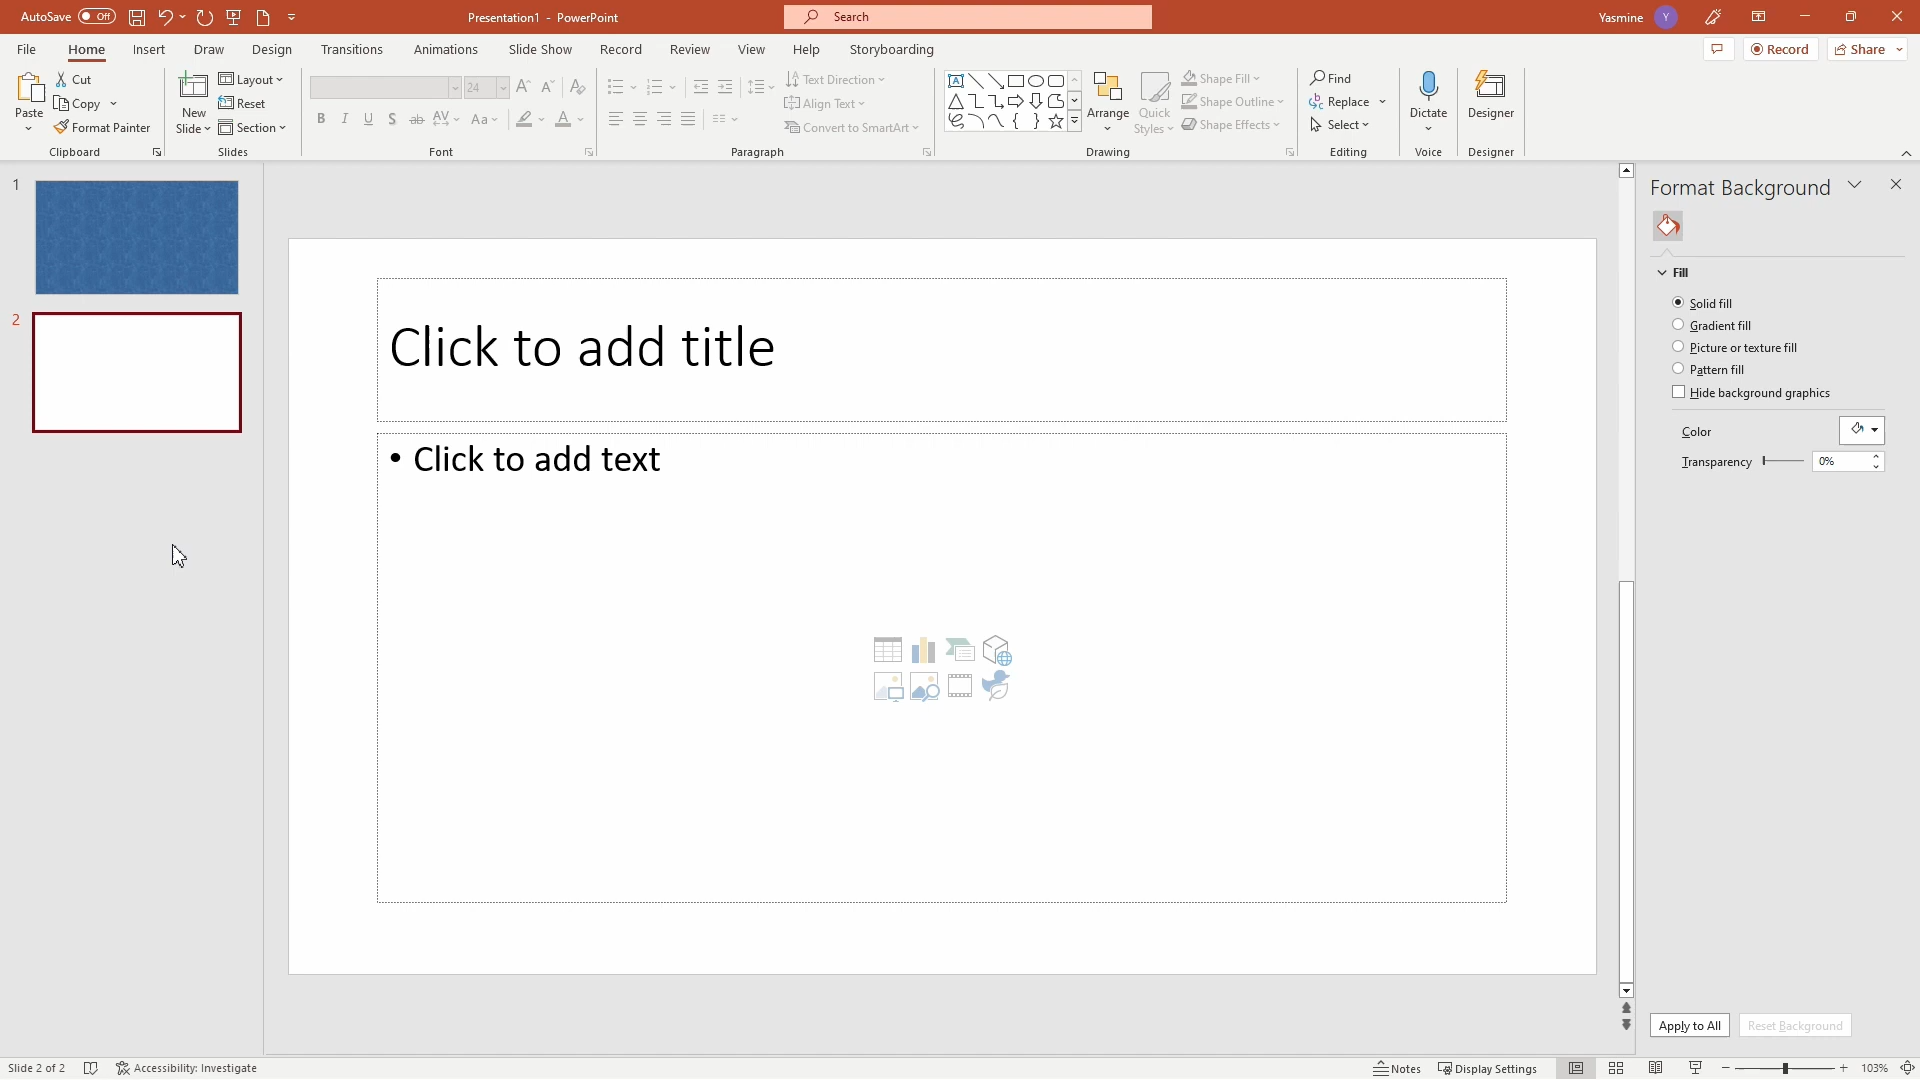 AutoSave Off
Presentation1 - PowerPoint
Search
Yasmine Y
File Home Insert Draw Design Transitions Animations Slide Show Record Review View Help Storyboarding
Record Share
Paste
Cut
Copy
Format Painter
Clipboard
New
Slide
Layout
Reset
Section
Slides
24
B I U S ab AV Aa A
Font
Text Direction
Align Text
Convert to SmartArt
Paragraph
Arrange
Quick
Styles
Shape Fill
Shape Outline
Shape Effects
Drawing
Find
Replace
Select
Editing
Dictate
Voice
Designer
Designer
1
2
Click to add title
• Click to add text
Format Background
Fill
Solid fill
Gradient fill
Picture or texture fill
Pattern fill
Hide background graphics
Color
Transparency 0%
Apply to All Reset Background
Slide 2 of 2 Accessibility: Investigate
Notes Display Settings 103%